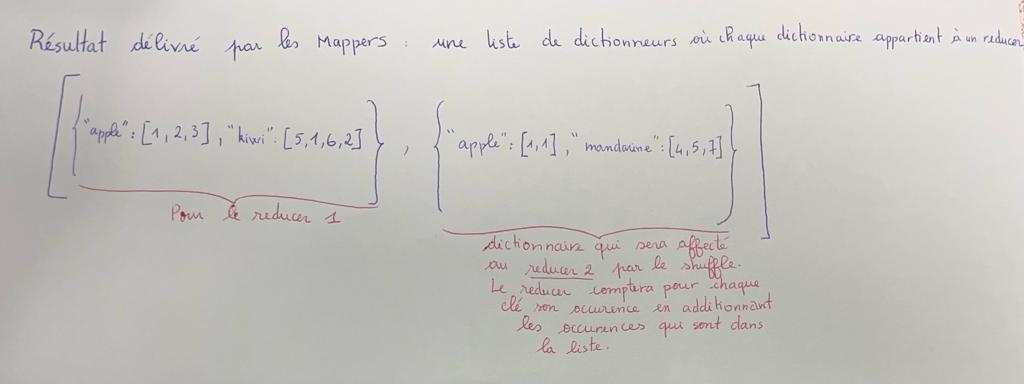 Résultat délivré par les Mappers : une liste de dictionneurs où chaque dictionnaire appartient à un reducer
[{"apple": [1, 2, 3], "kiwi": [5,1,6,2]}, {"apple": [1,1], "mandarine": [4,5,7]}]
Pour le reducer 1
dictionnaire qui sera affecté
au reducer 2 par le shuffle.
Le reducer comptera pour chaque
clé son occurence en additionnant
les occurences qui sont dans
la liste.